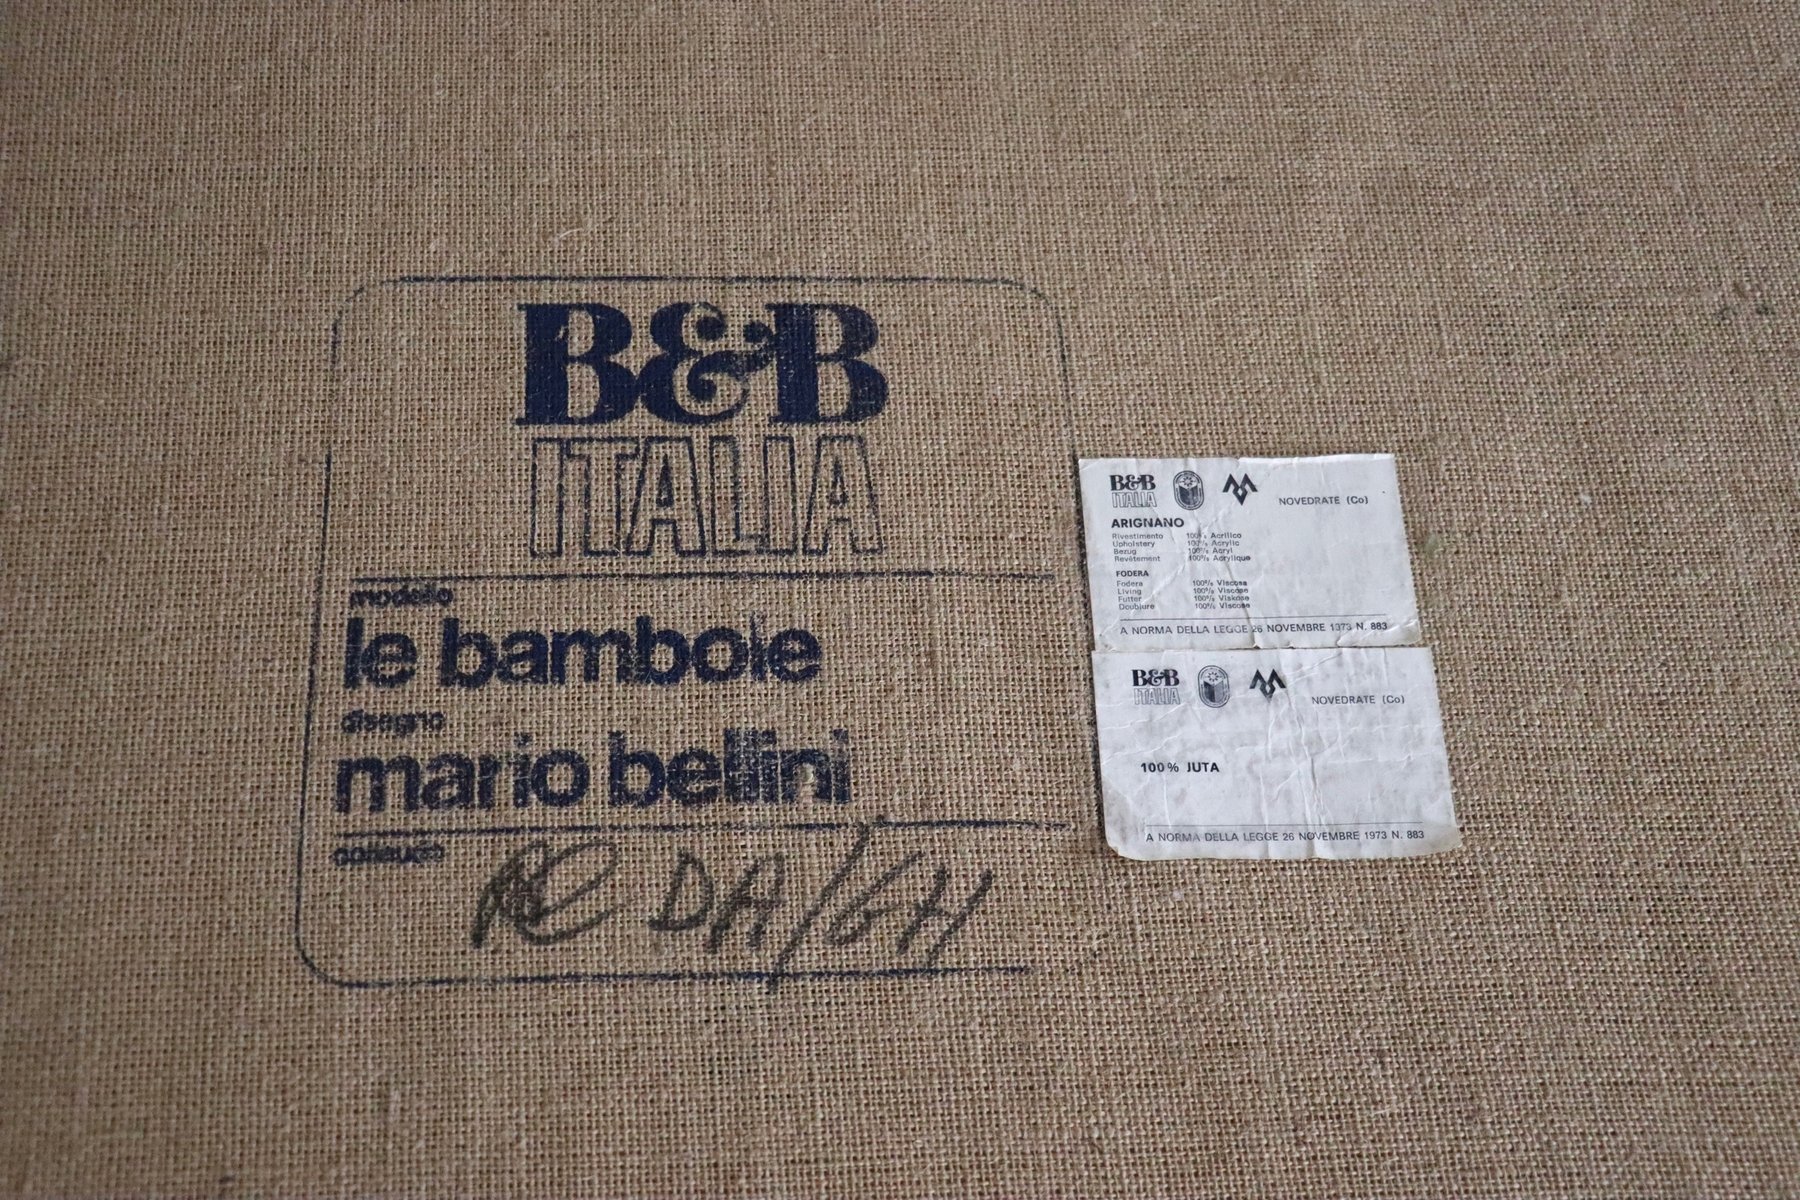 B&B
ITALIA
modello
le bambole
disegno
mario bellini
DA/GH
B&B
ITALIA
NOVEDRATE (Co)
ARIGNANO
Rivestimento 100% Acrilico
Upholstery 100% Acrylic
Bezug 100% Acryl
Revêtement 100% Acrylique
FODERA
Fodera 100% Viscosa
Living 100% Viscose
Futter 100% Viskose
Doublure 100% Viscose
A NORMA DELLA LEGGE 26 NOVEMBRE 1973 N. 883
B&B
ITALIA
NOVEDRATE (Co)
100% JUTA
A NORMA DELLA LEGGE 26 NOVEMBRE 1973 N. 883